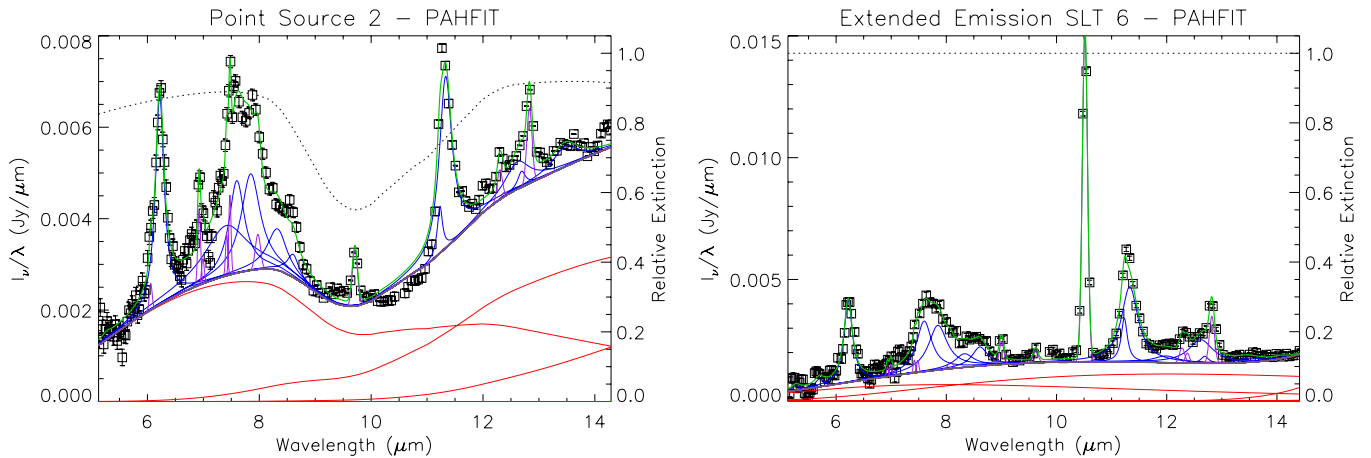 Point Source 2 - PAHFIT
0.008
0.006
0.004
0.002
0.000
I_ν/λ (Jy/μm)
1.0
0.8
0.6
0.4
0.2
0.0
Relative Extinction
6 8 10 12 14
Wavelength (μm)
Extended Emission SLT 6 - PAHFIT
0.015
0.010
0.005
0.000
I_ν/λ (Jy/μm)
1.0
0.8
0.6
0.4
0.2
0.0
Relative Extinction
6 8 10 12 14
Wavelength (μm)